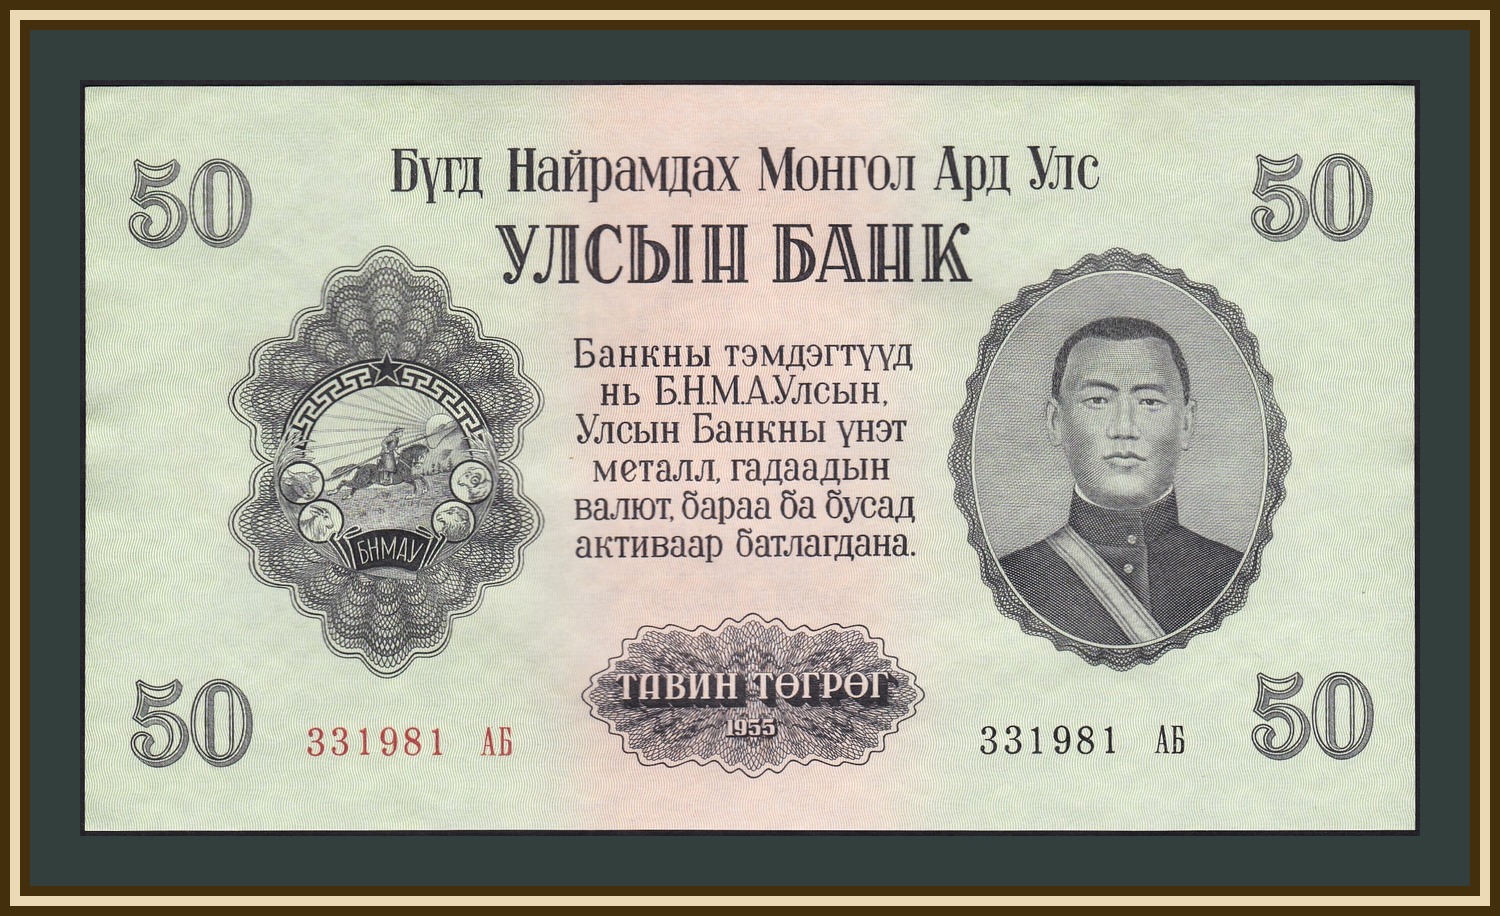 50
Бүгд Найрамдах Монгол Ард Улс
50
УЛСЫН БАНК
Банкны тэмдэгтүүд
нь Б.Н.М.А.Улсын,
Улсын Банкны үнэт
металл, гадаадын
валют, бараа ба бусад
активаар батлагдана.
БНМАУ
ТАВИН ТӨГРӨГ
1955
50
331981 АБ
331981 АБ
50